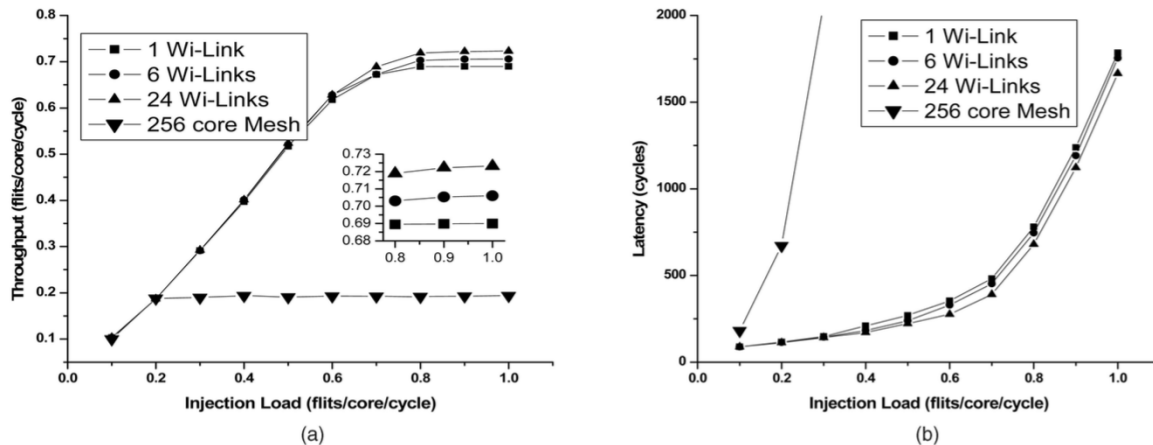 0.8
0.7
0.6
0.5
0.4
0.3
0.2
0.1
Throughput (flits/core/cycle)
1 Wi-Link
6 Wi-Links
24 Wi-Links
256 core Mesh
0.73
0.72
0.71
0.70
0.69
0.68
0.8 0.9 1.0
0.0 0.2 0.4 0.6 0.8 1.0
Injection Load (flits/core/cycle)
(a)
2000
1500
1000
500
0
Latency (cycles)
1 Wi-Link
6 Wi-Links
24 Wi-Links
256 core Mesh
0.0 0.2 0.4 0.6 0.8 1.0
Injection Load (flits/core/cycle)
(b)